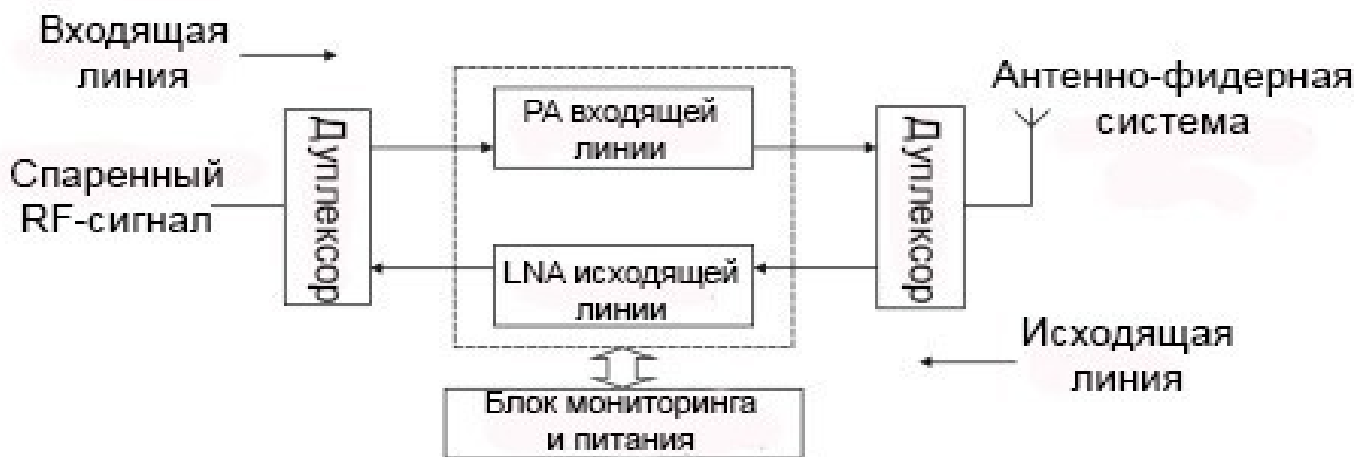 Входящая
линия
Спаренный
RF-сигнал
Дуплексор
PA входящей
линии
LNA исходящей
линии
Блок мониторинга
и питания
Дуплексор
Антенно-фидерная
система
Исходящая
линия